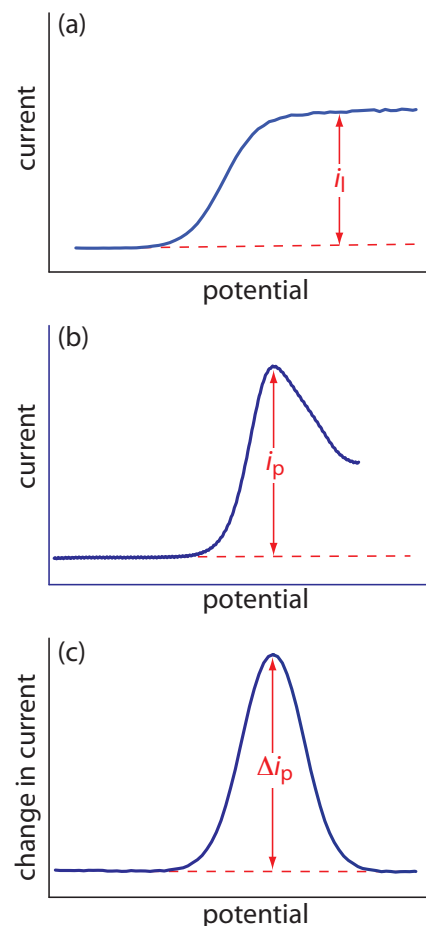 (a)
current
i_l
potential
(b)
current
i_p
potential
(c)
change in current
Δi_p
potential